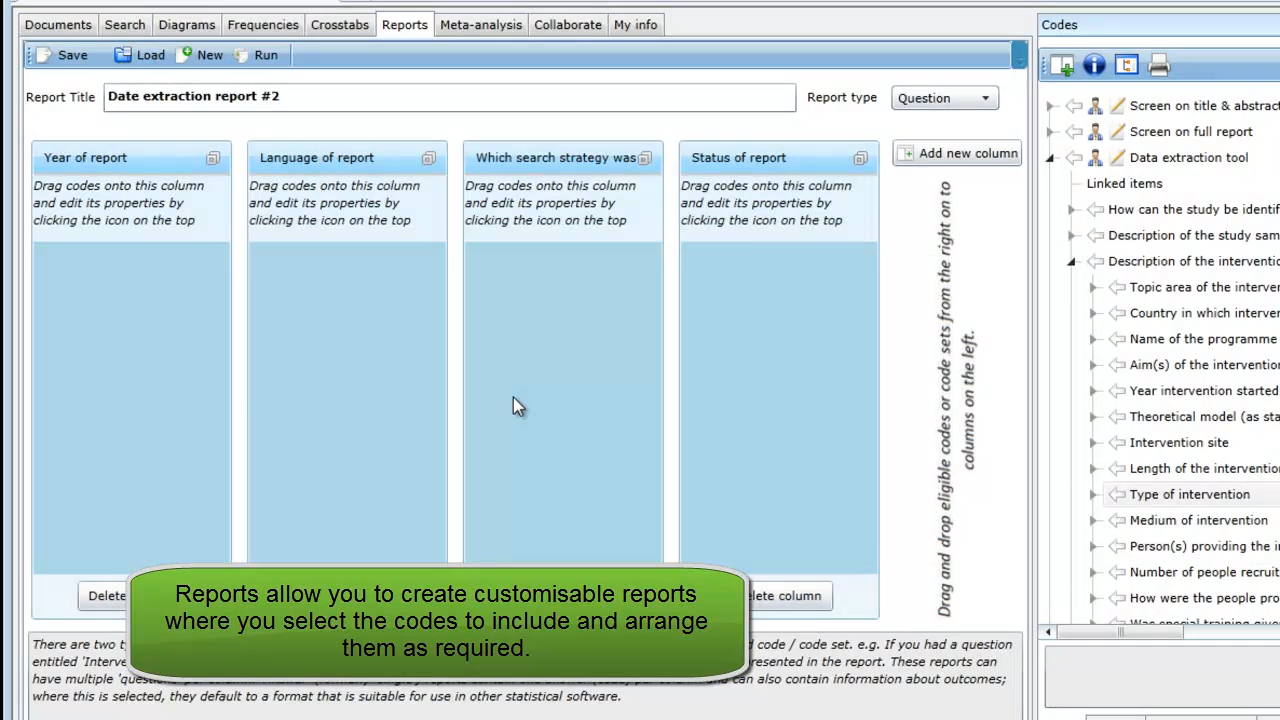 Documents Search Diagrams Frequencies Crosstabs Reports Meta-analysis Collaborate My info
Save Load New Run
Report Title Date extraction report #2 Report type Question
Year of report
Drag codes onto this column
and edit its properties by
clicking the icon on the top
Language of report
Drag codes onto this column
and edit its properties by
clicking the icon on the top
Which search strategy was
Drag codes onto this column
and edit its properties by
clicking the icon on the top
Status of report
Drag codes onto this column
and edit its properties by
clicking the icon on the top
Add new column
Drag and drop eligible codes or code sets from the right on to
columns on the left.
Delete
column
Reports allow you to create customisable reports
where you select the codes to include and arrange
them as required.
There are two
d code / code set. e.g. If you had a question
entitled
resented in the report. These reports can
have multiple
can also contain information about outcomes;
where this is selected, they default to a format that is suitable for use in other statistical software.
Codes
Screen on title & abstract
Screen on full report
Data extraction tool
Linked items
How can the study be identif
Description of the study sam
Description of the interventio
Topic area of the interver
Country in which interver
Name of the programme
Aim(s) of the intervention
Year intervention started
Theoretical model (as sta
Intervention site
Length of the interventio
Type of intervention
Medium of intervention
Person(s) providing the i
Number of people recruit
How were the people pro
Was special training give